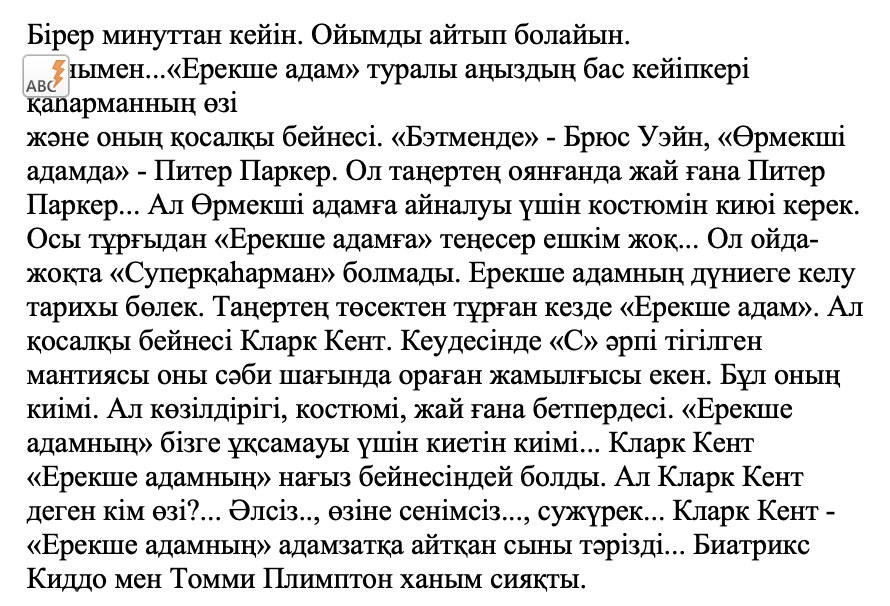 Бірер минуттан кейін. Ойымды айтып болайын.
«Ерекше адам» туралы аңыздың бас кейіпкері
қаһарманның өзі
және оның қосалқы бейнесі. «Бэтменде» - Брюс Уэйн, «Өрмекші
адамда» - Питер Паркер. Ол таңертең оянғанда жай ғана Питер
Паркер... Ал Өрмекші адамға айналуы үшін костюмін киюі керек.
Осы тұрғыдан «Ерекше адамға» теңесер ешкім жоқ... Ол ойда-
жоқта «Суперқаһарман» болмады. Ерекше адамның дүниеге келу
тарихы бөлек. Таңертең төсектен тұрған кезде «Ерекше адам». Ал
қосалқы бейнесі Кларк Кент. Кеудесінде «С» әрпі тігілген
мантиясы оны сәби шағында ораған жамылғысы екен. Бұл оның
киімі. Ал көзілдірігі, костюмі, жай ғана бетпердесі. «Ерекше
адамның» бізге ұқсамауы үшін киетін киімі... Кларк Кент
«Ерекше адамның» нағыз бейнесіндей болды. Ал Кларк Кент
деген кім өзі?... Әлсіз.., өзіне сенімсіз..., сужүрек... Кларк Кент -
«Ерекше адамның» адамзатқа айтқан сыны тәрізді... Биатрикс
Киддо мен Томми Плимптон ханым сияқты.